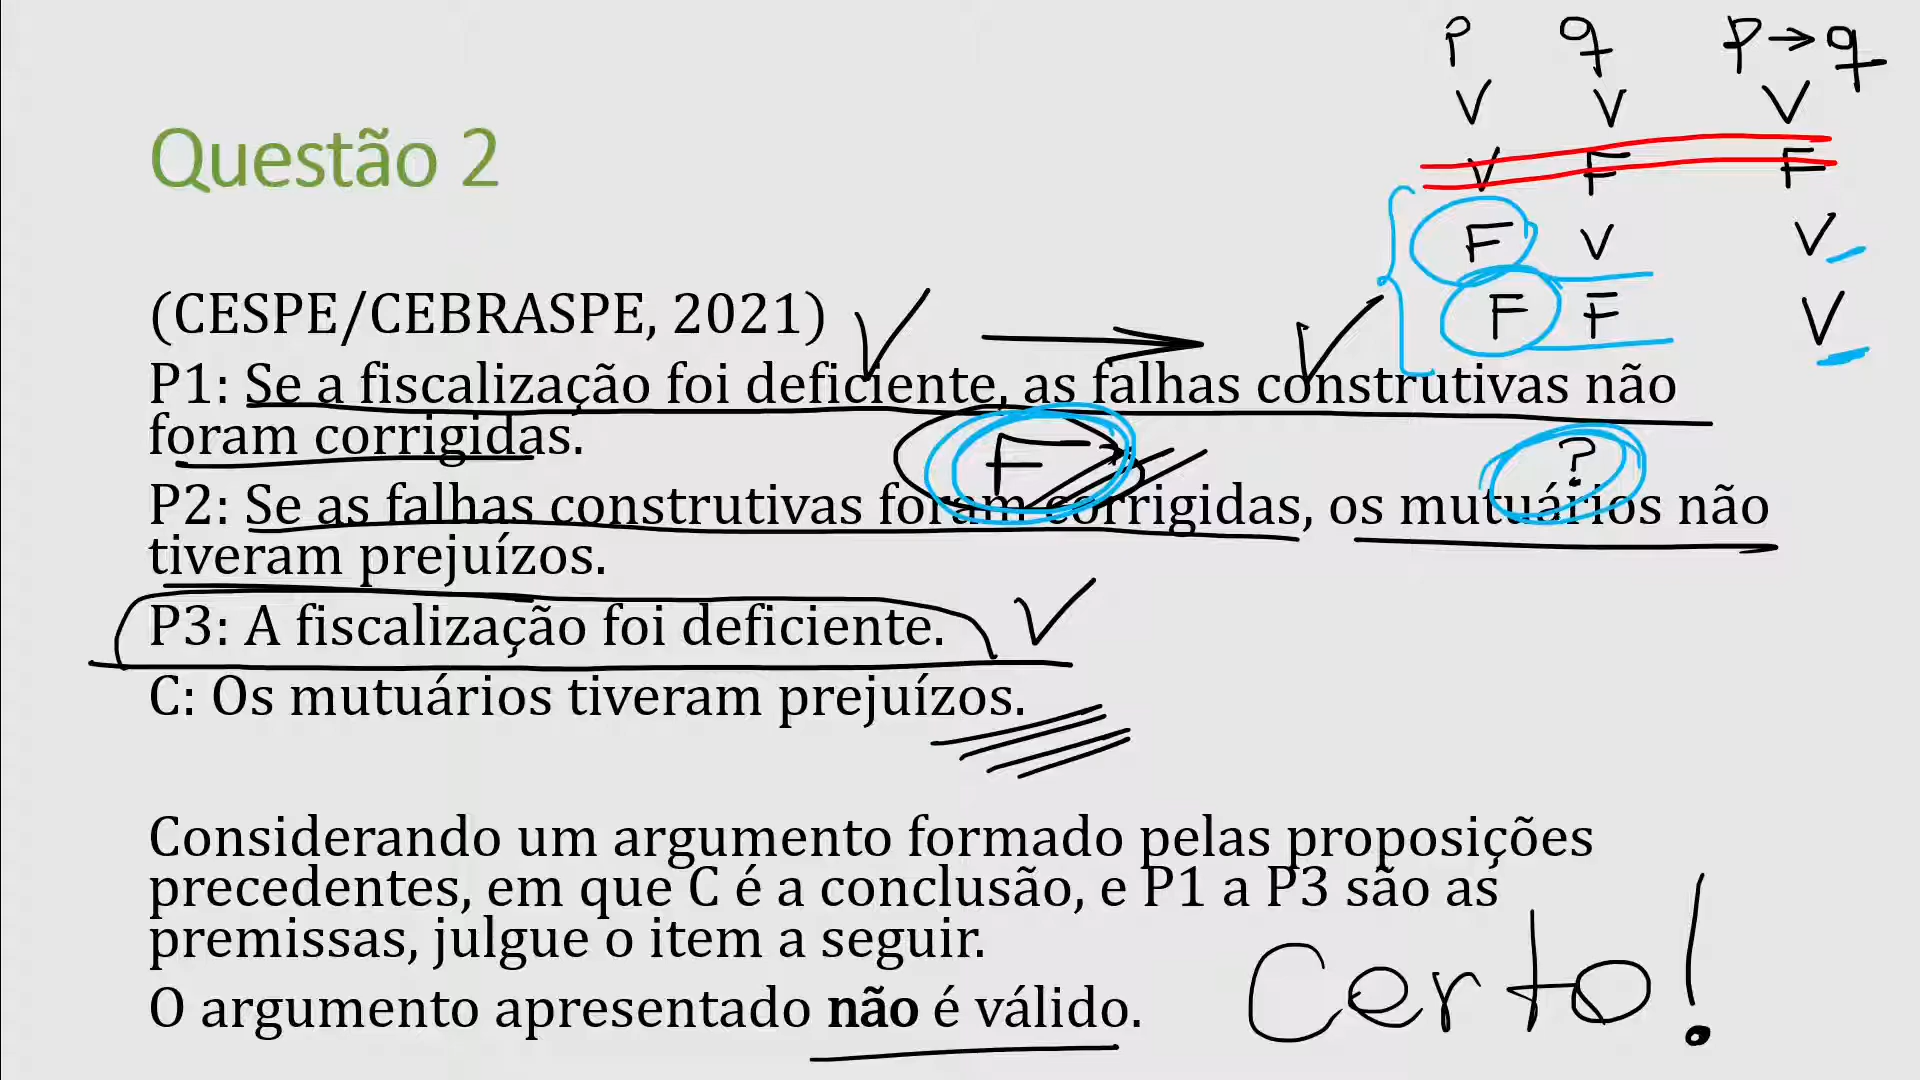 p q p→q
V V V
V F F
F V V
F F V
Questão 2
(CESPE/CEBRASPE, 2021)
P1: Se a fiscalização foi deficiente, as falhas construtivas não
foram corrigidas.
F ?
P2: Se as falhas construtivas foram corrigidas, os mutuários não
tiveram prejuízos.
P3: A fiscalização foi deficiente.
C: Os mutuários tiveram prejuízos.
Considerando um argumento formado pelas proposições
precedentes, em que C é a conclusão, e P1 a P3 são as
premissas, julgue o item a seguir.
O argumento apresentado não é válido.
Certo!